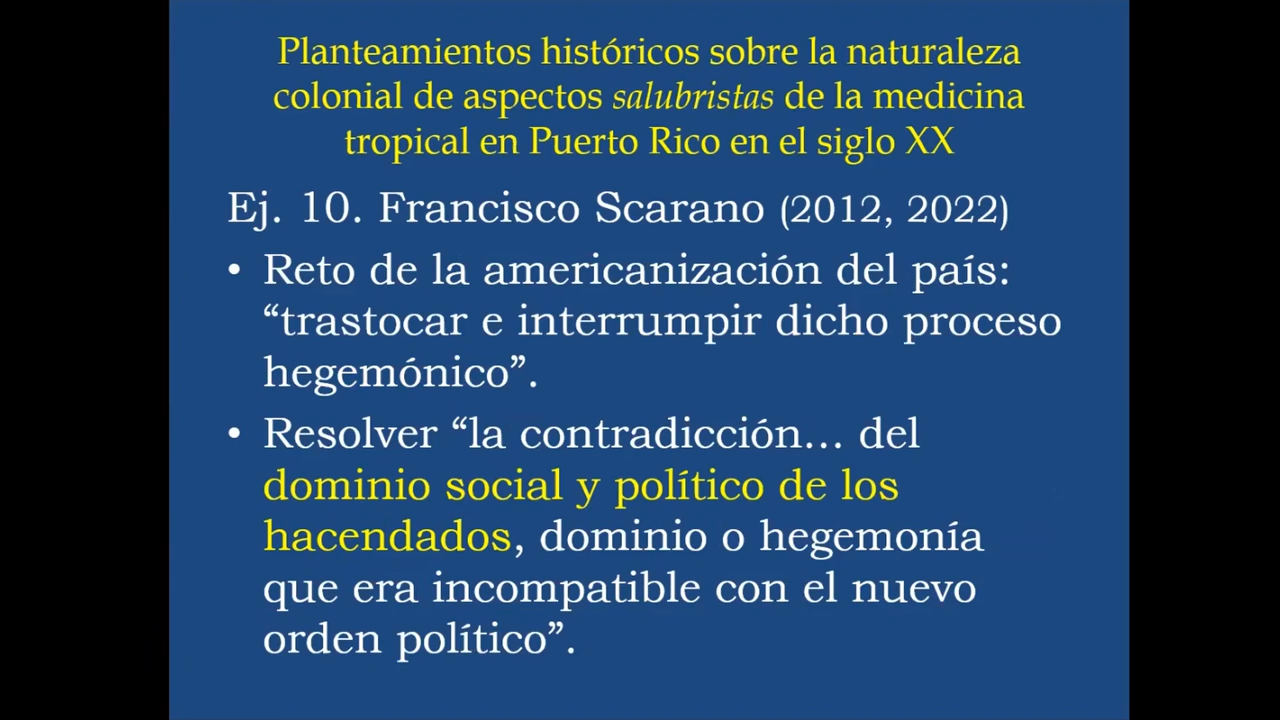 Planteamientos históricos sobre la naturaleza
colonial de aspectos salubristas de la medicina
tropical en Puerto Rico en el siglo XX
Ej. 10. Francisco Scarano (2012, 2022)
• Reto de la americanización del país:
“trastocar e interrumpir dicho proceso
hegemónico”.
• Resolver “la contradicción… del
dominio social y político de los
hacendados, dominio o hegemonía
que era incompatible con el nuevo
orden político”.